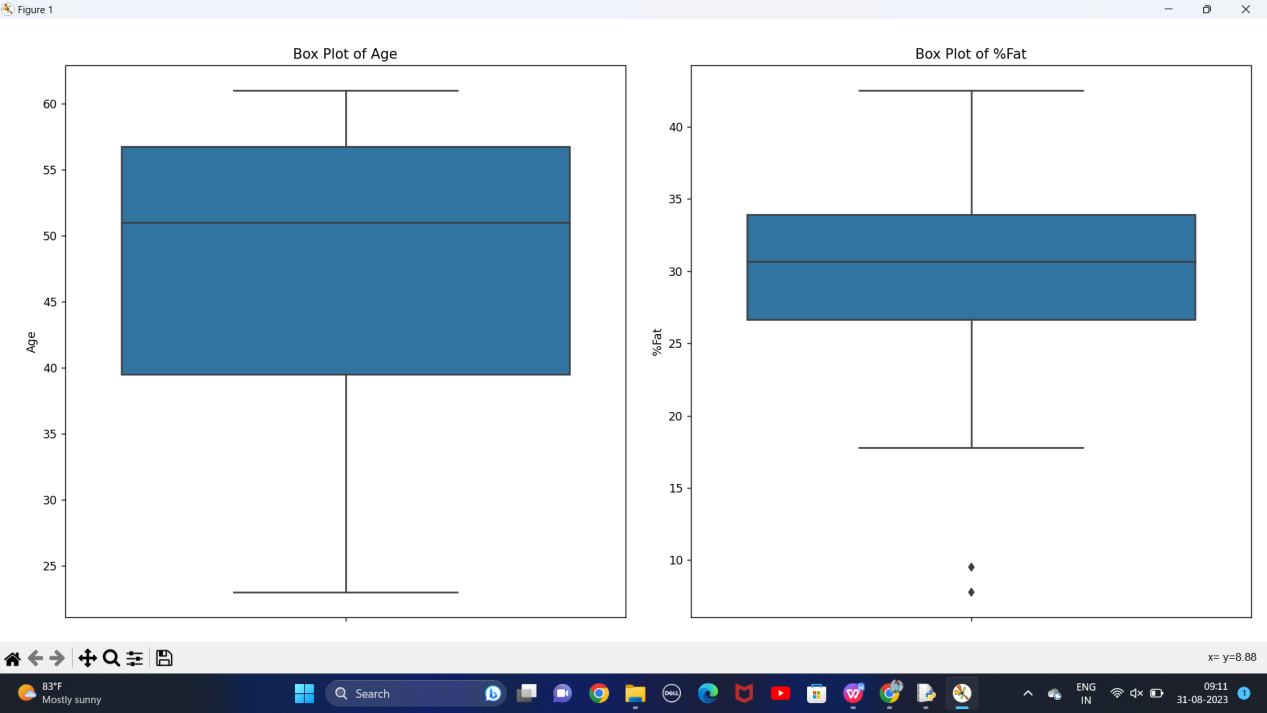 Figure 1
Box Plot of Age
60
55
50
45
40
35
30
25
Age
Box Plot of %Fat
40
35
30
25
20
15
10
%Fat
x= y=8.88
83°F
Mostly sunny
Search
b
DELL
W
ENG
IN
09:11
31-08-2023
1